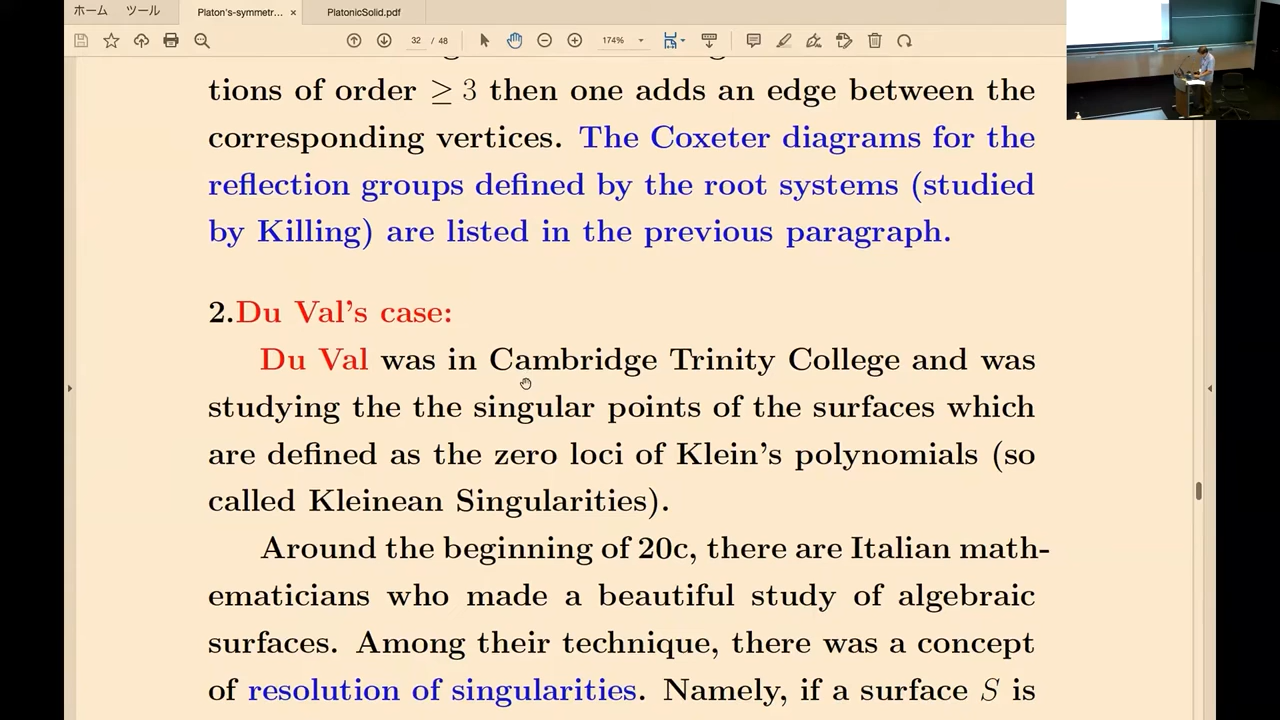 ホーム ツール
Platon's-symmetr... × PlatonicSolid.pdf
32 / 48 174%
tions of order ≥ 3 then one adds an edge between the
corresponding vertices. The Coxeter diagrams for the
reflection groups defined by the root systems (studied
by Killing) are listed in the previous paragraph.
2.Du Val's case:
Du Val was in Cambridge Trinity College and was
studying the the singular points of the surfaces which
are defined as the zero loci of Klein's polynomials (so
called Kleinean Singularities).
Around the beginning of 20c, there are Italian math-
ematicians who made a beautiful study of algebraic
surfaces. Among their technique, there was a concept
of resolution of singularities. Namely, if a surface S is